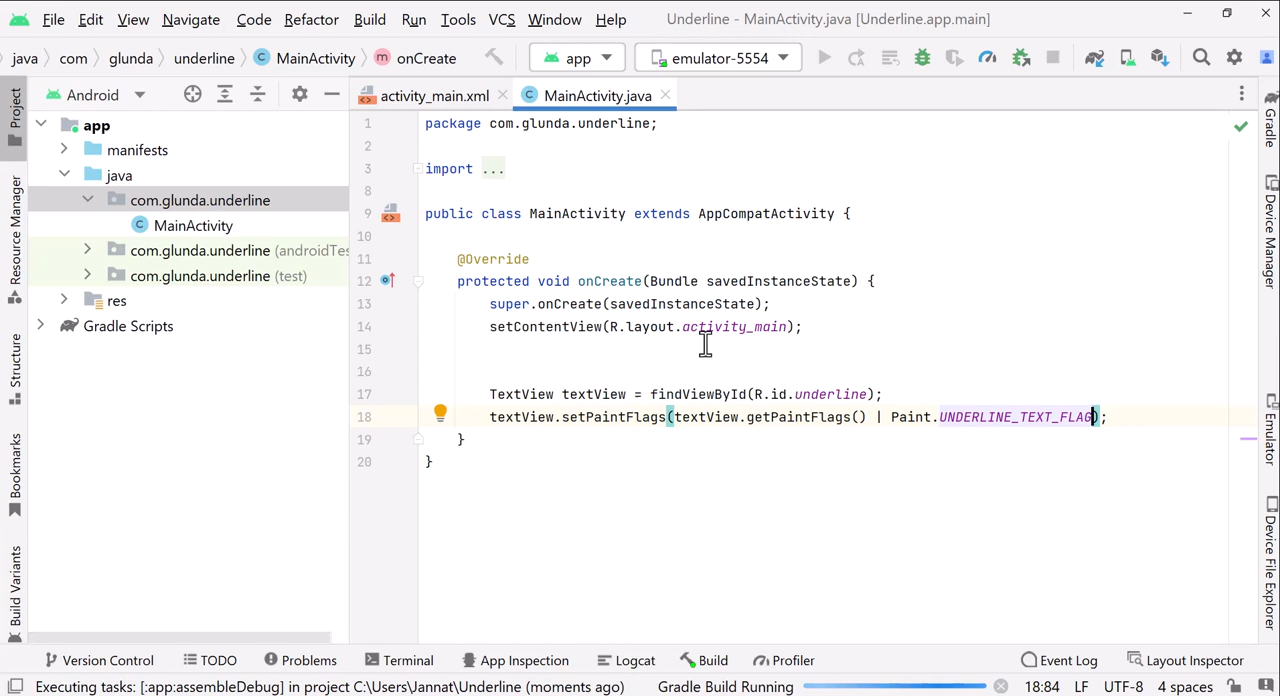 File Edit View Navigate Code Refactor Build Run Tools VCS Window Help Underline - MainActivity.java [Underline.app.main]
java com glunda underline C MainActivity m onCreate app emulator-5554
Project
Resource Manager
Structure
Bookmarks
Build Variants
Android
app
manifests
java
com.glunda.underline
C MainActivity
com.glunda.underline (androidTes
com.glunda.underline (test)
res
Gradle Scripts
activity_main.xml C MainActivity.java
1 package com.glunda.underline;
2
3 import ...
8
9 public class MainActivity extends AppCompatActivity {
10
11 @Override
12 protected void onCreate(Bundle savedInstanceState) {
13 super.onCreate(savedInstanceState);
14 setContentView(R.layout.activity_main);
15
16
17 TextView textView = findViewById(R.id.underline);
18 textView.setPaintFlags(textView.getPaintFlags() | Paint.UNDERLINE_TEXT_FLAG);
19 }
20 }
Gradle
Device Manager
Emulator
Device File Explorer
Version Control TODO Problems Terminal App Inspection Logcat Build Profiler Event Log Layout Inspector
Executing tasks: [:app:assembleDebug] in project C:\Users\Jannat\Underline (moments ago) Gradle Build Running 18:84 LF UTF-8 4 spaces